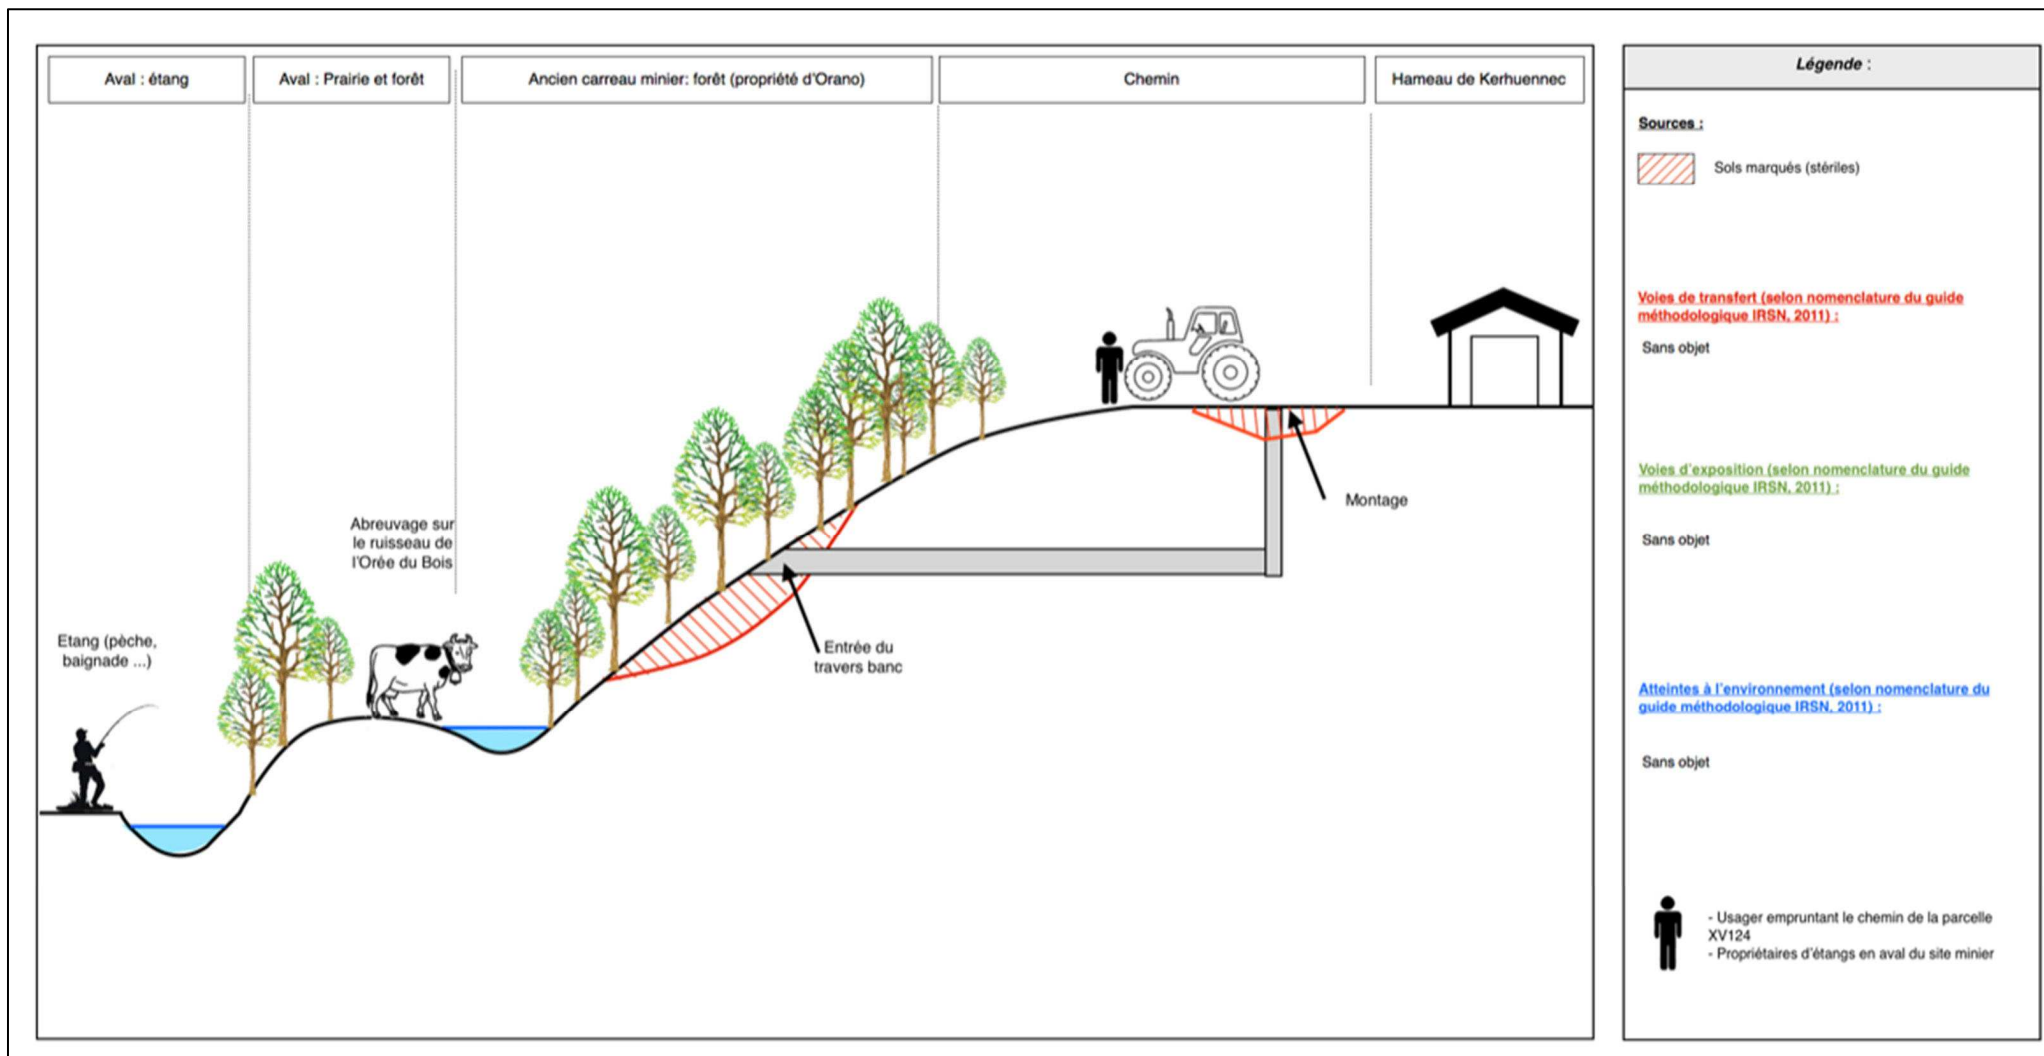 Aval : étang
Aval : Prairie et forêt
Ancien carreau minier: forêt (propriété d'Orano)
Chemin
Hameau de Kerhuennec
Abreuvage sur
le ruisseau de
l'Orée du Bois
Etang (pèche,
baignade ...)
Montage
Entrée du
travers banc
Légende :
Sources :
Sols marqués (stériles)
Voies de transfert (selon nomenclature du guide
méthodologique IRSN, 2011) :
Sans objet
Voies d'exposition (selon nomenclature du guide
méthodologique IRSN, 2011) :
Sans objet
Atteintes à l'environnement (selon nomenclature du
guide méthodologique IRSN, 2011) :
Sans objet
- Usager empruntant le chemin de la parcelle
XV124
- Propriétaires d'étangs en aval du site minier